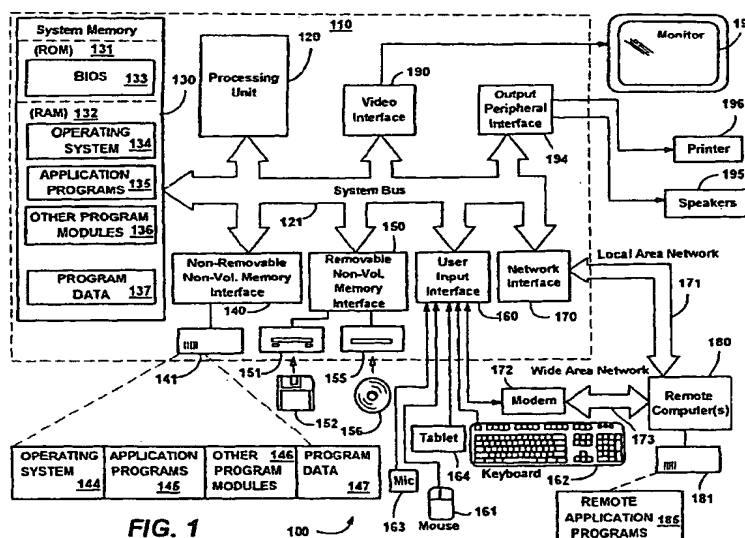 System Memory
(ROM) 131
BIOS 133
(RAM) 132
OPERATING
SYSTEM 134
APPLICATION
PROGRAMS 135
OTHER PROGRAM
MODULES 136
PROGRAM
DATA 137
130
110
120
Processing
Unit
190
Video
Interface
Output
Peripheral
Interface
194
Monitor
19
196
Printer
195
Speakers
System Bus
121
Non-Removable
Non-Vol. Memory
Interface
140
150
Removable
Non-Vol.
Memory
Interface
User
Input
Interface
160
Network
Interface
170
Local Area Network
171
141
151
152
155
156
Wide Area Network
172
Modem
173
180
Remote
Computer(s)
181
Tablet
164
Keyboard
162
Mic
163
Mouse
161
OPERATING
SYSTEM 144
APPLICATION
PROGRAMS 145
OTHER 146
PROGRAM
MODULES
PROGRAM
DATA 147
REMOTE
APPLICATION
PROGRAMS 185
FIG. 1
100